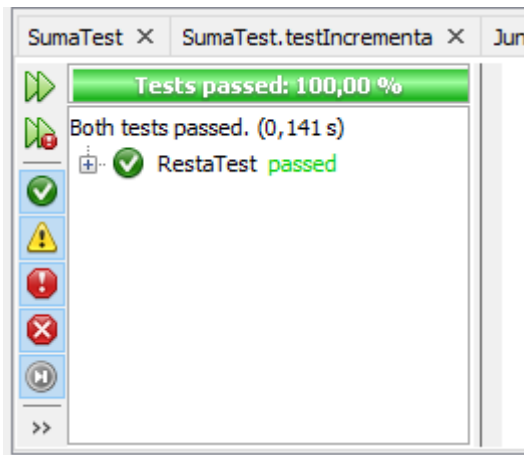 SumaTest × SumaTest.testIncrementa × Jun
Tests passed: 100,00 %
Both tests passed. (0,141 s)
RestaTest passed